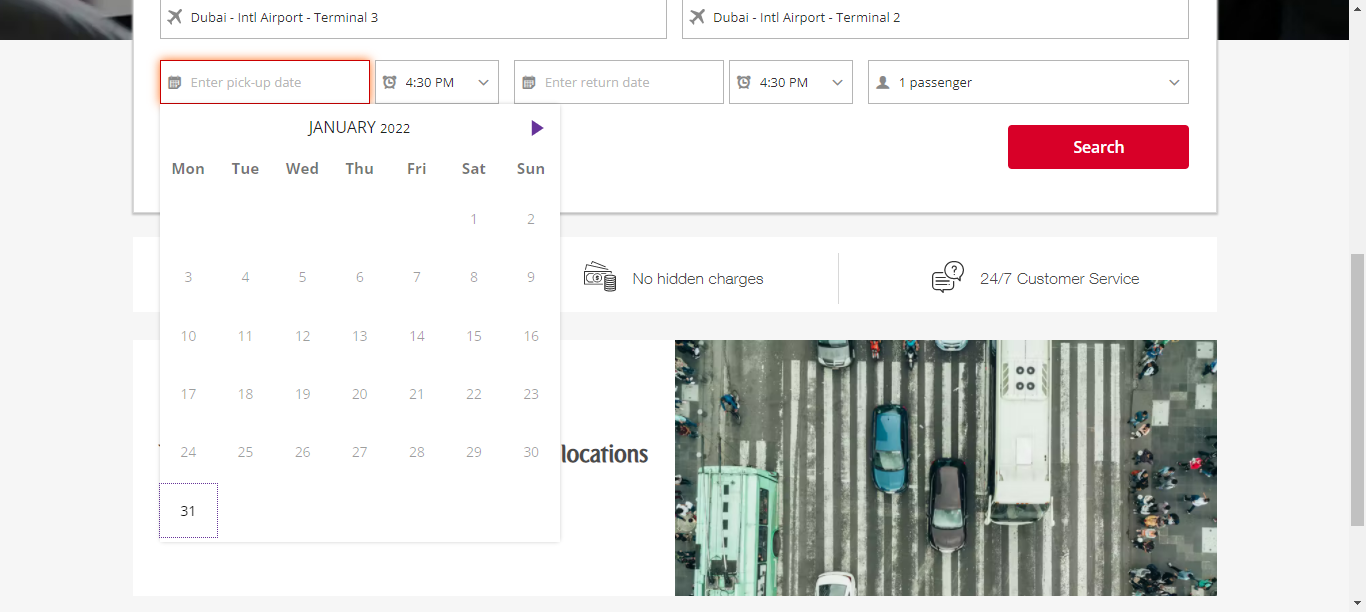 Dubai - Intl Airport - Terminal 3
Dubai - Intl Airport - Terminal 2
Enter pick-up date
4:30 PM
Enter return date
4:30 PM
1 passenger
JANUARY 2022
Search
Mon Tue Wed Thu Fri Sat Sun
1 2
3 4 5 6 7 8 9
No hidden charges
24/7 Customer Service
10 11 12 13 14 15 16
17 18 19 20 21 22 23
24 25 26 27 28 29 30
locations
31